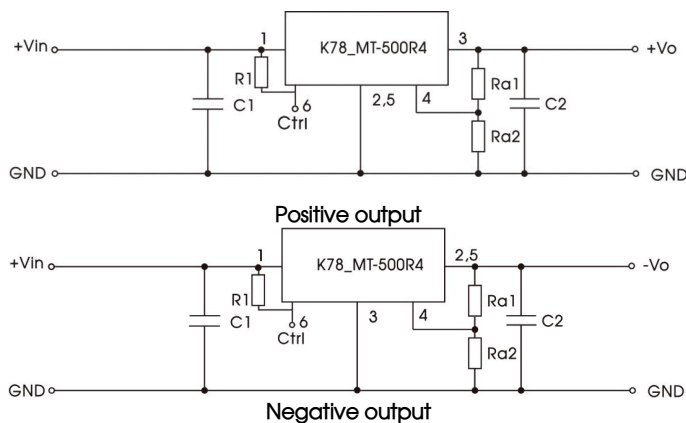 +Vin
1
K78_MT-500R4
3
+Vo
R1
C1
6
Ctrl
2,5
4
Ra1
C2
Ra2
GND
GND
Positive output
+Vin
1
K78_MT-500R4
2,5
-Vo
R1
C1
6
Ctrl
3
4
Ra1
C2
Ra2
GND
GND
Negative output